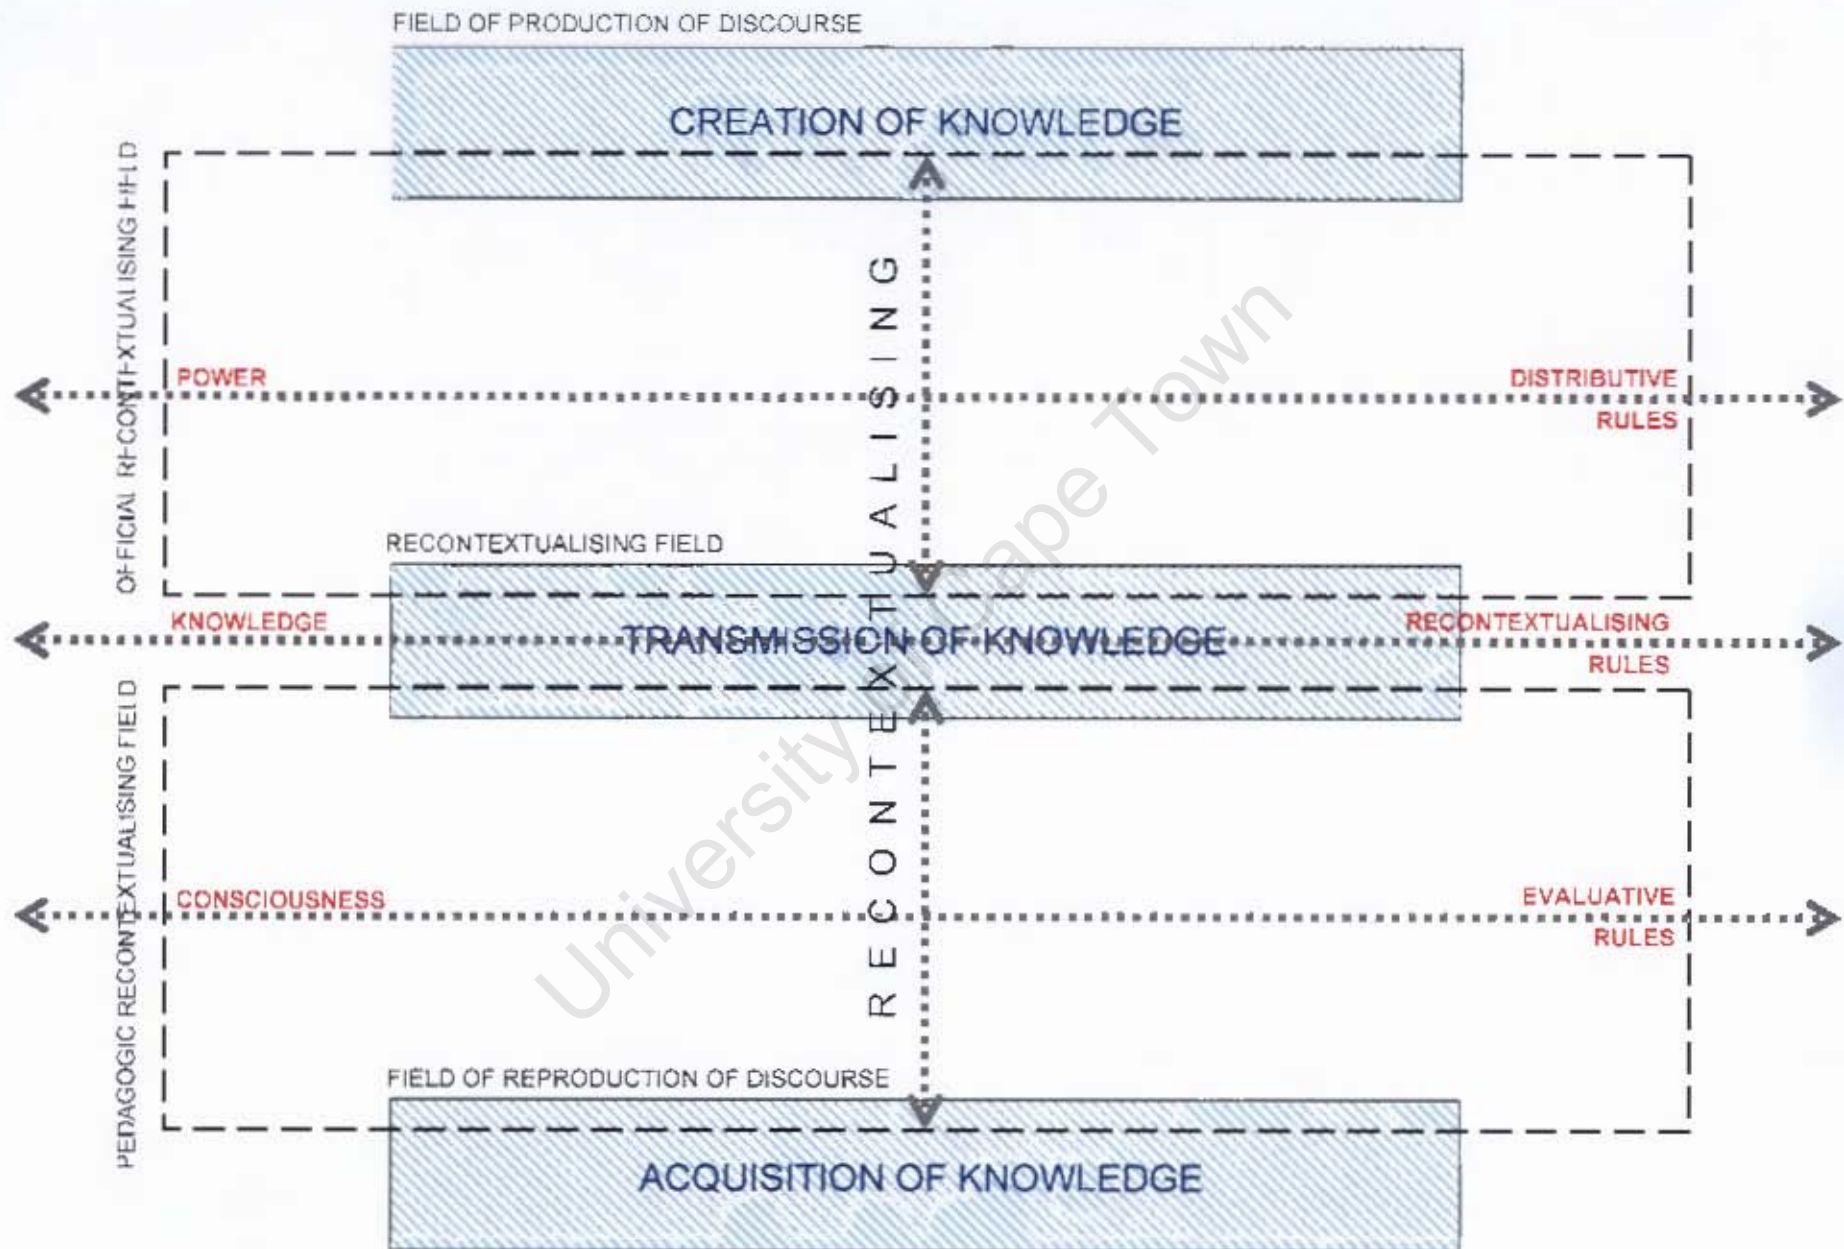 FIELD OF PRODUCTION OF DISCOURSE
CREATION OF KNOWLEDGE
OFFICIAL RECONTEXTUALISING FIELD
POWER
DISTRIBUTIVE
RULES
RECONTEXTUALISING
RECONTEXTUALISING FIELD
KNOWLEDGE
TRANSMISSION OF KNOWLEDGE
RECONTEXTUALISING
RULES
PEDAGOGIC RECONTEXTUALISING FIELD
CONSCIOUSNESS
EVALUATIVE
RULES
FIELD OF REPRODUCTION OF DISCOURSE
ACQUISITION OF KNOWLEDGE
University of Cape Town